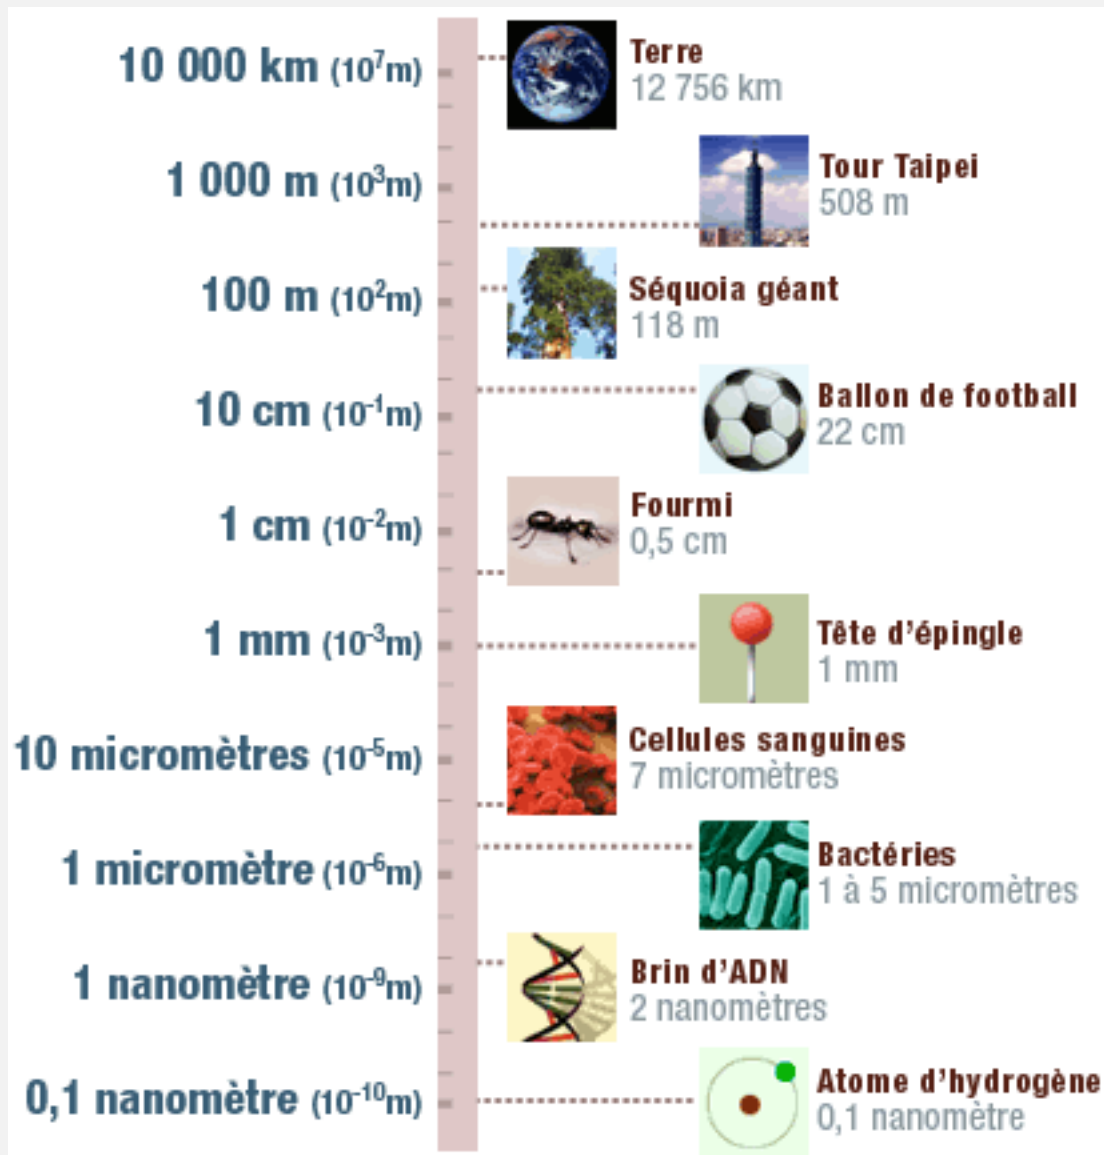 10 000 km (10⁷m)
Terre
12 756 km
1 000 m (10³m)
Tour Taipei
508 m
100 m (10²m)
Séquoia géant
118 m
10 cm (10⁻¹m)
Ballon de football
22 cm
1 cm (10⁻²m)
Fourmi
0,5 cm
1 mm (10⁻³m)
Tête d’épingle
1 mm
10 micromètres (10⁻⁵m)
Cellules sanguines
7 micromètres
1 micromètre (10⁻⁶m)
Bactéries
1 à 5 micromètres
1 nanomètre (10⁻⁹m)
Brin d’ADN
2 nanomètres
0,1 nanomètre (10⁻¹⁰m)
Atome d’hydrogène
0,1 nanomètre